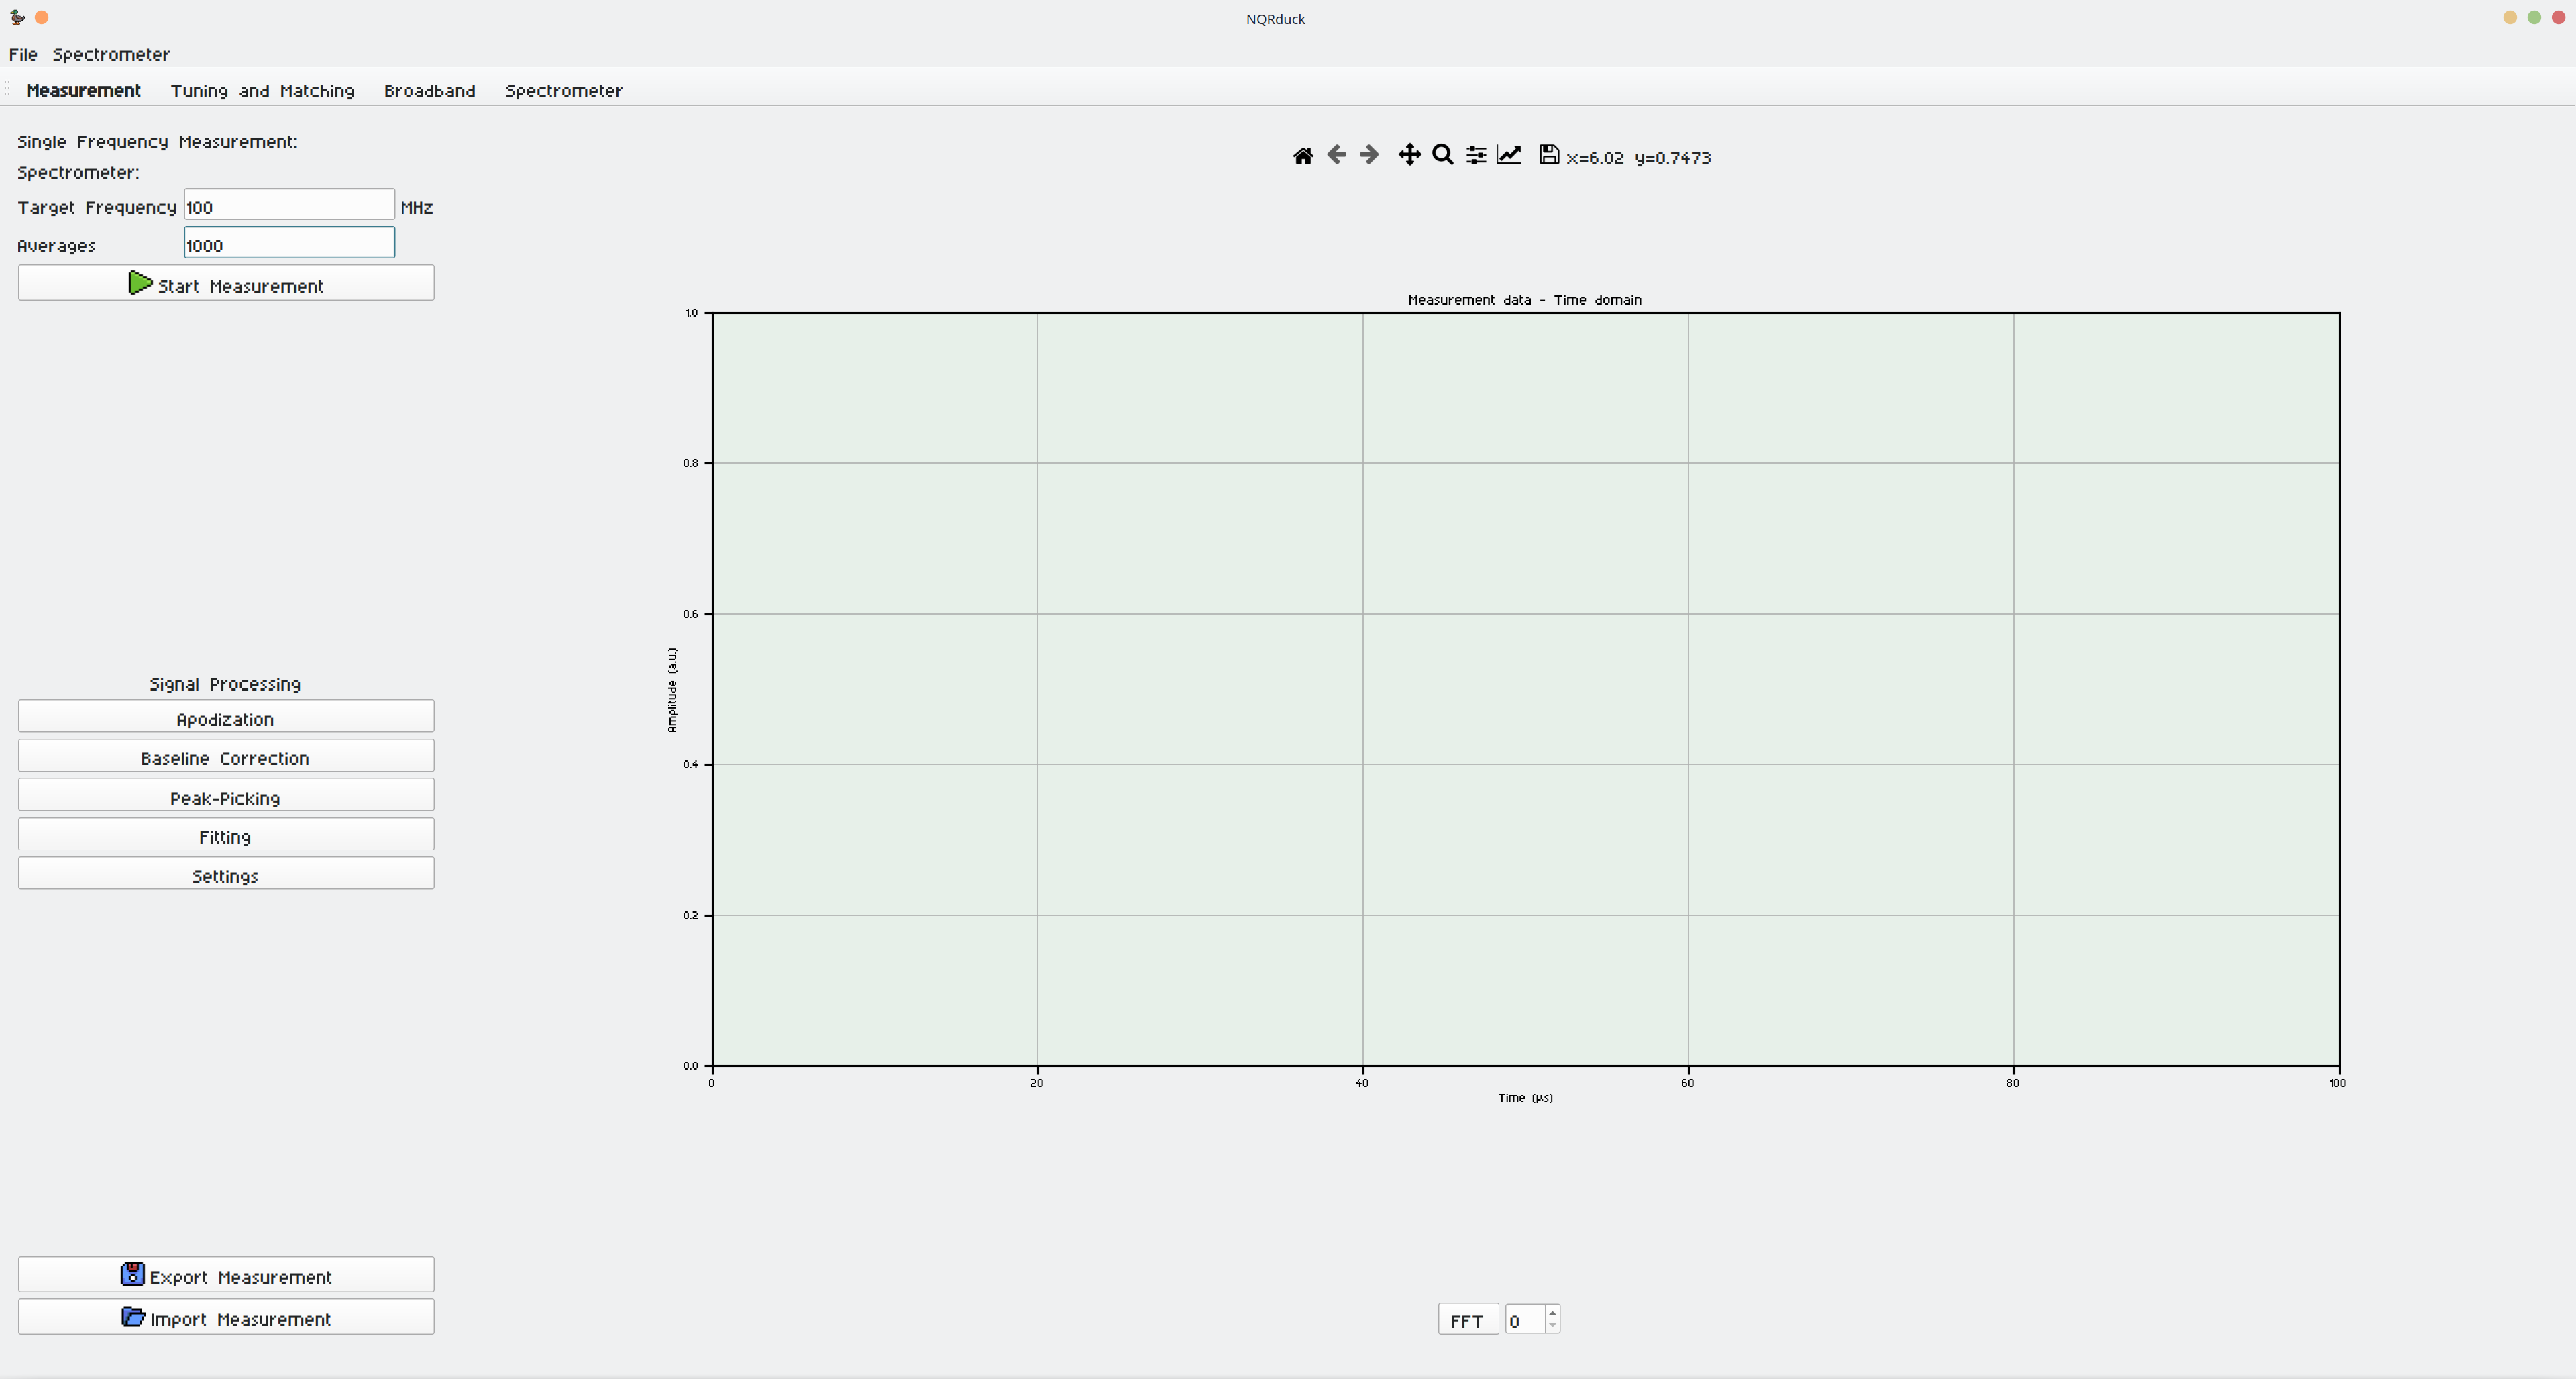 NQRduck
File Spectrometer
Measurement Tuning and Matching Broadband Spectrometer
Single Frequency Measurement:
Spectrometer:
Target Frequency 100 MHz
Averages 1000
Start Measurement
Signal Processing
Apodization
Baseline Correction
Peak-Picking
Fitting
Settings
Export Measurement
Import Measurement
x=6.02 y=0.7473
Measurement data - Time domain
1.0
0.8
0.6
0.4
0.2
0.0
Amplitude (a.u.)
0 20 40 60 80 100
Time (µs)
FFT 0